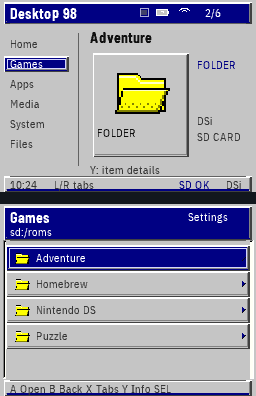 Desktop 98 2/6
Adventure
Home
Games
Apps
Media
System
Files
FOLDER
FOLDER
DSi
SD CARD
Y: item details
10:24 L/R tabs SD OK DSi
Games Settings
sd:/roms
Adventure
Homebrew
Nintendo DS
Puzzle
A Open B Back X Tabs Y Info SEL